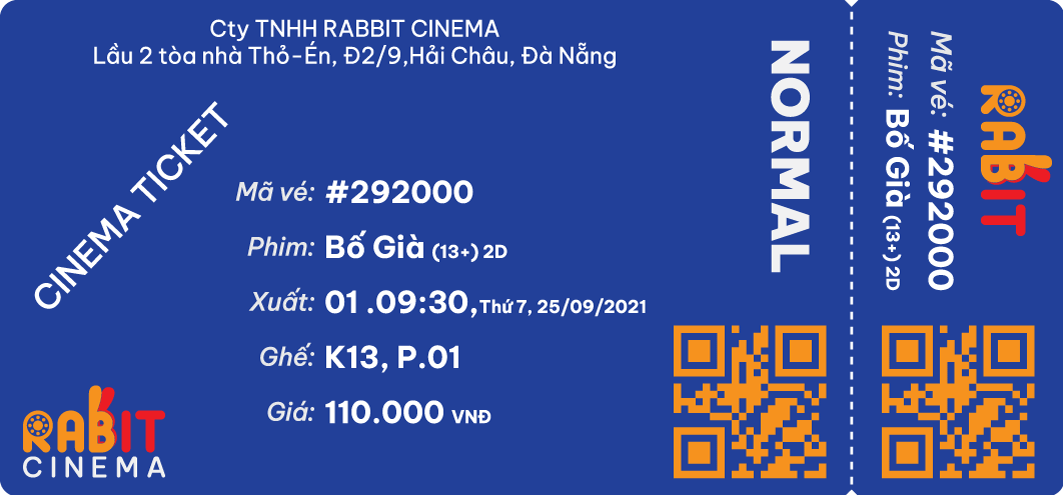 Cty TNHH RABBIT CINEMA
Lầu 2 tòa nhà Thỏ-Én, Đ2/9,Hải Châu, Đà Nẵng
CINEMA TICKET
Mã vé: #292000
Phim: Bố Già (13+) 2D
Xuất: 01 .09:30,Thứ 7, 25/09/2021
Ghế: K13, P.01
Giá: 110.000 VNĐ
RABBIT
CINEMA
NORMAL
Mã vé: #292000
Phim: Bố Già (13+) 2D
RABBIT